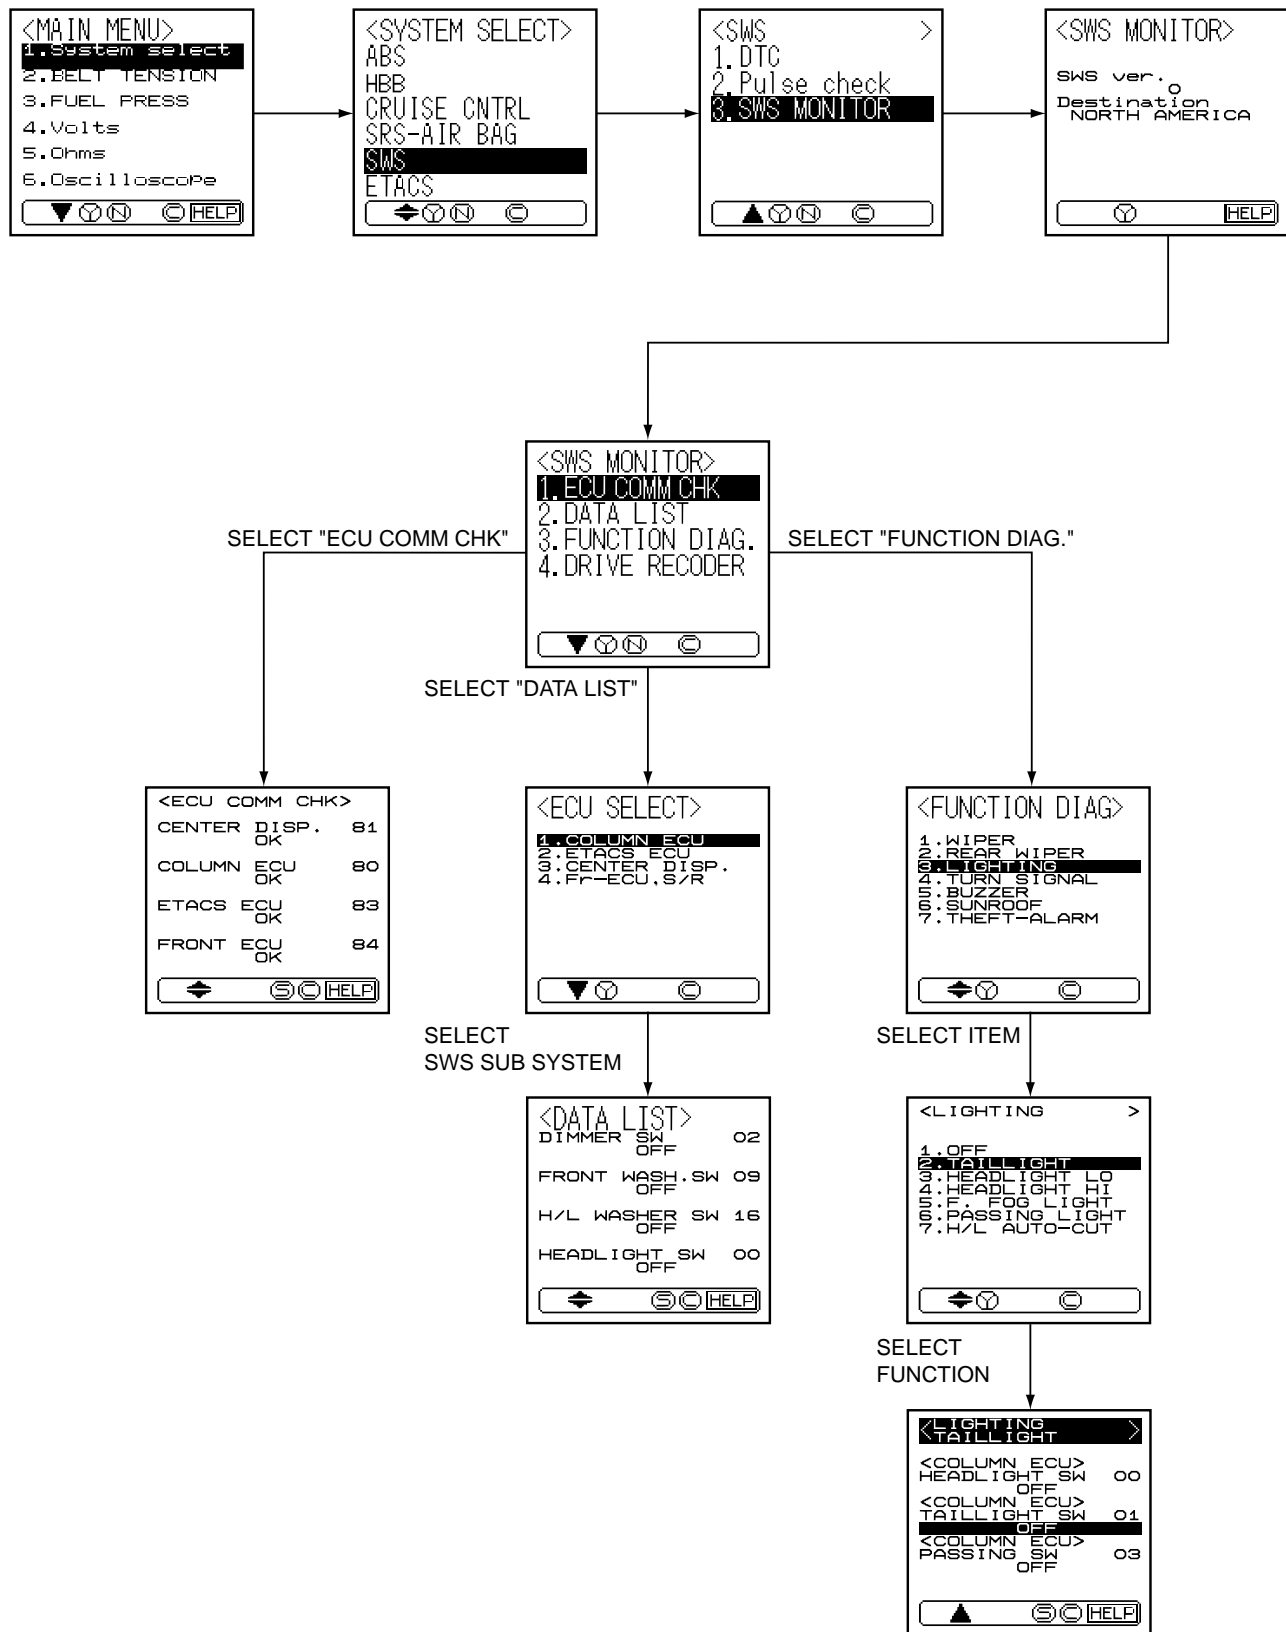 <MAIN MENU>
1.System select
2.BELT TENSION
3.FUEL PRESS
4.Volts
5.Ohms
6.Oscilloscope
Y N C HELP
<SYSTEM SELECT>
ABS
HBB
CRUISE CNTRL
SRS-AIR BAG
SWS
ETACS
Y N C
<SWS >
1.DTC
2.Pulse check
3.SWS MONITOR
Y N C
<SWS MONITOR>
SWS ver.
0
Destination
NORTH AMERICA
Y HELP
<SWS MONITOR>
1.ECU COMM CHK
2.DATA LIST
3.FUNCTION DIAG.
4.DRIVE RECODER
Y N C
SELECT "ECU COMM CHK"
SELECT "FUNCTION DIAG."
SELECT "DATA LIST"
<ECU COMM CHK>
CENTER DISP. 81
OK
COLUMN ECU 80
OK
ETACS ECU 83
OK
FRONT ECU 84
OK
S C HELP
<ECU SELECT>
1.COLUMN ECU
2.ETACS ECU
3.CENTER DISP.
4.Fr-ECU,S/R
Y C
<FUNCTION DIAG>
1.WIPER
2.REAR WIPER
3.LIGHTING
4.TURN SIGNAL
5.BUZZER
6.SUNROOF
7.THEFT-ALARM
Y C
SELECT
SWS SUB SYSTEM
SELECT ITEM
<DATA LIST>
DIMMER SW 02
OFF
FRONT WASH.SW 09
OFF
H/L WASHER SW 16
OFF
HEADLIGHT SW 00
OFF
S C HELP
<LIGHTING >
1.OFF
2.TAILLIGHT
3.HEADLIGHT LO
4.HEADLIGHT HI
5.F. FOG LIGHT
6.PASSING LIGHT
7.H/L AUTO-CUT
Y C
SELECT
FUNCTION
<LIGHTING
TAILLIGHT >
<COLUMN ECU>
HEADLIGHT SW 00
OFF
<COLUMN ECU>
TAILLIGHT SW 01
OFF
<COLUMN ECU>
PASSING SW 03
OFF
S C HELP